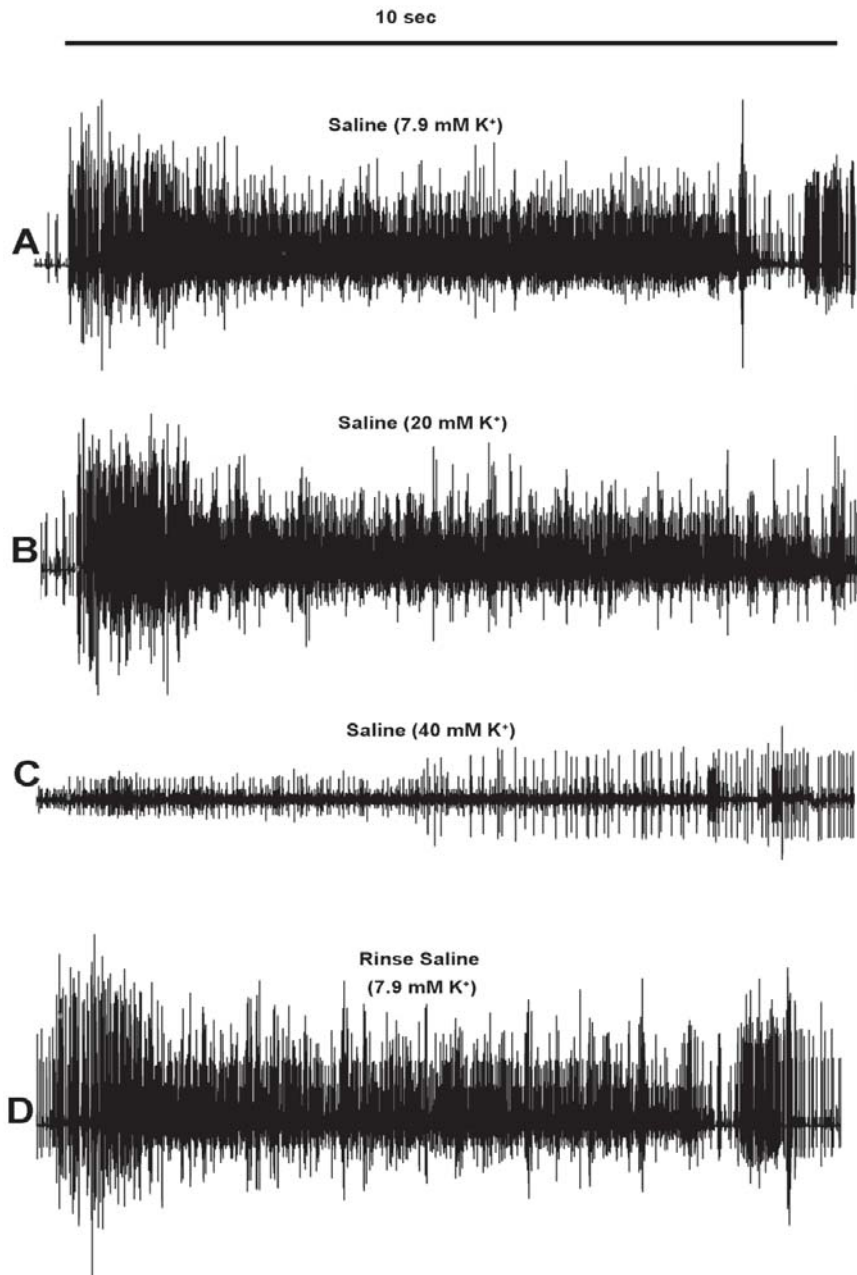 10 sec
Saline (7.9 mM K⁺)
A
Saline (20 mM K⁺)
B
Saline (40 mM K⁺)
C
Rinse Saline
(7.9 mM K⁺)
D